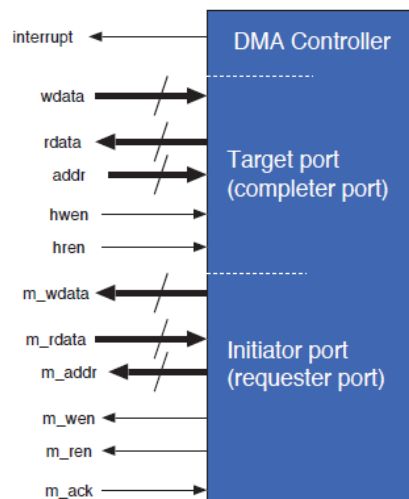 interrupt
DMA Controller
wdata
rdata
addr
Target port
(completer port)
hwen
hren
m_wdata
m_rdata
m_addr
Initiator port
(requester port)
m_wen
m_ren
m_ack